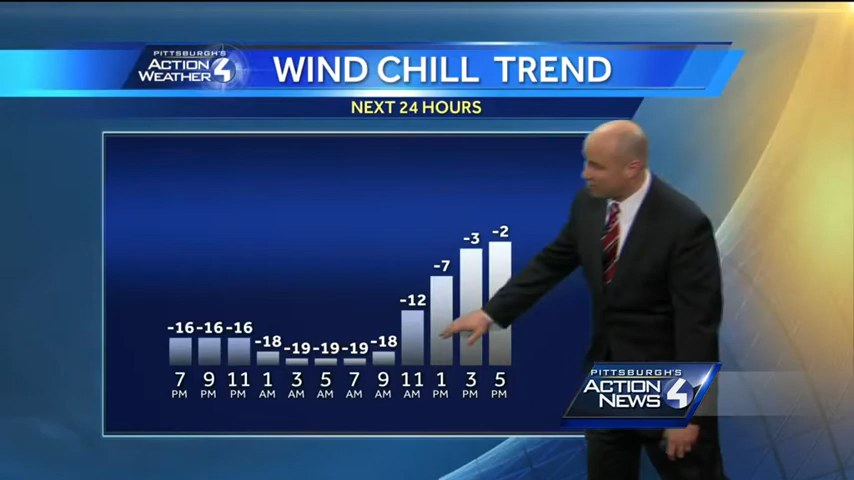 PITTSBURGH'S
ACTION
WEATHER 4
WIND CHILL TREND
NEXT 24 HOURS
-16 -16 -16 -18 -19 -19 -19 -18 -12 -7 -3 -2
7 9 11 1 3 5 7 9 11 1 3 5
PM PM PM AM AM AM AM AM AM PM PM PM
PITTSBURGH'S
ACTION
NEWS 4